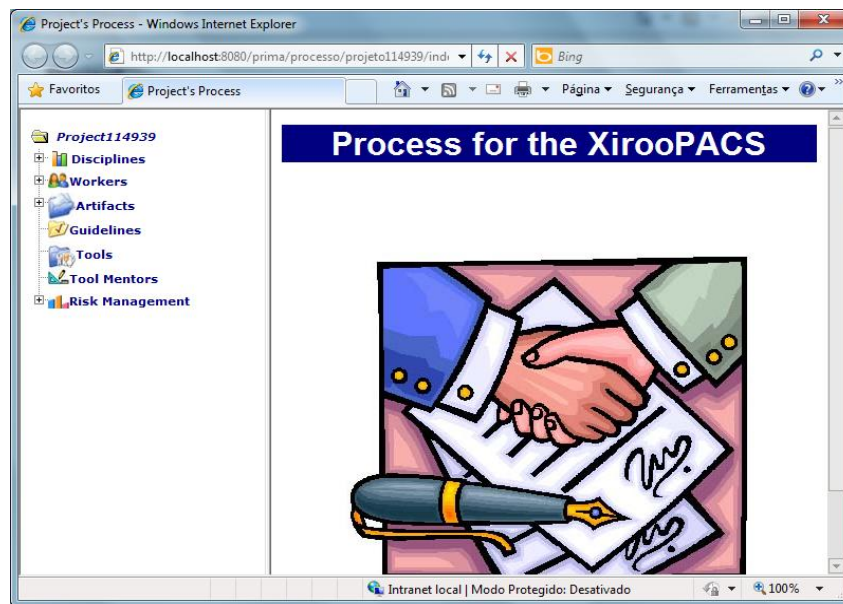 Project's Process - Windows Internet Explorer
http://localhost:8080/prima/processo/projeto114939/ind
Bing
Favoritos
Project's Process
Página
Segurança
Ferramentas
»
Project114939
Disciplines
Workers
Artifacts
Guidelines
Tools
Tool Mentors
Risk Management
Process for the XirooPACS
Intranet local | Modo Protegido: Desativado
100%